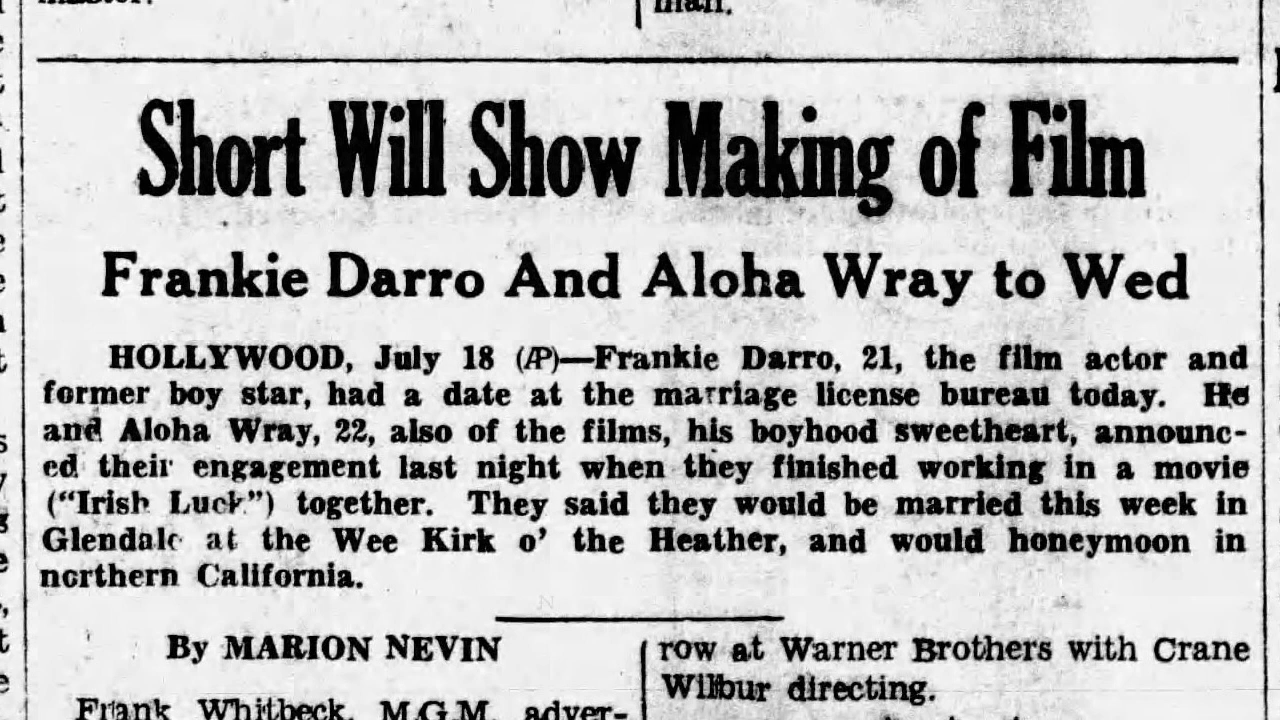 man.
Short Will Show Making of Film
Frankie Darro And Aloha Wray to Wed
HOLLYWOOD, July 18 (AP)—Frankie Darro, 21, the film actor and
former boy star, had a date at the marriage license bureau today. He
and Aloha Wray, 22, also of the films, his boyhood sweetheart, announc-
ed their engagement last night when they finished working in a movie
("Irish Luck") together. They said they would be married this week in
Glendale at the Wee Kirk o' the Heather, and would honeymoon in
northern California.
By MARION NEVIN
Frank Whitbeck, M.G.M. adver-
row at Warner Brothers with Crane
Wilbur directing.